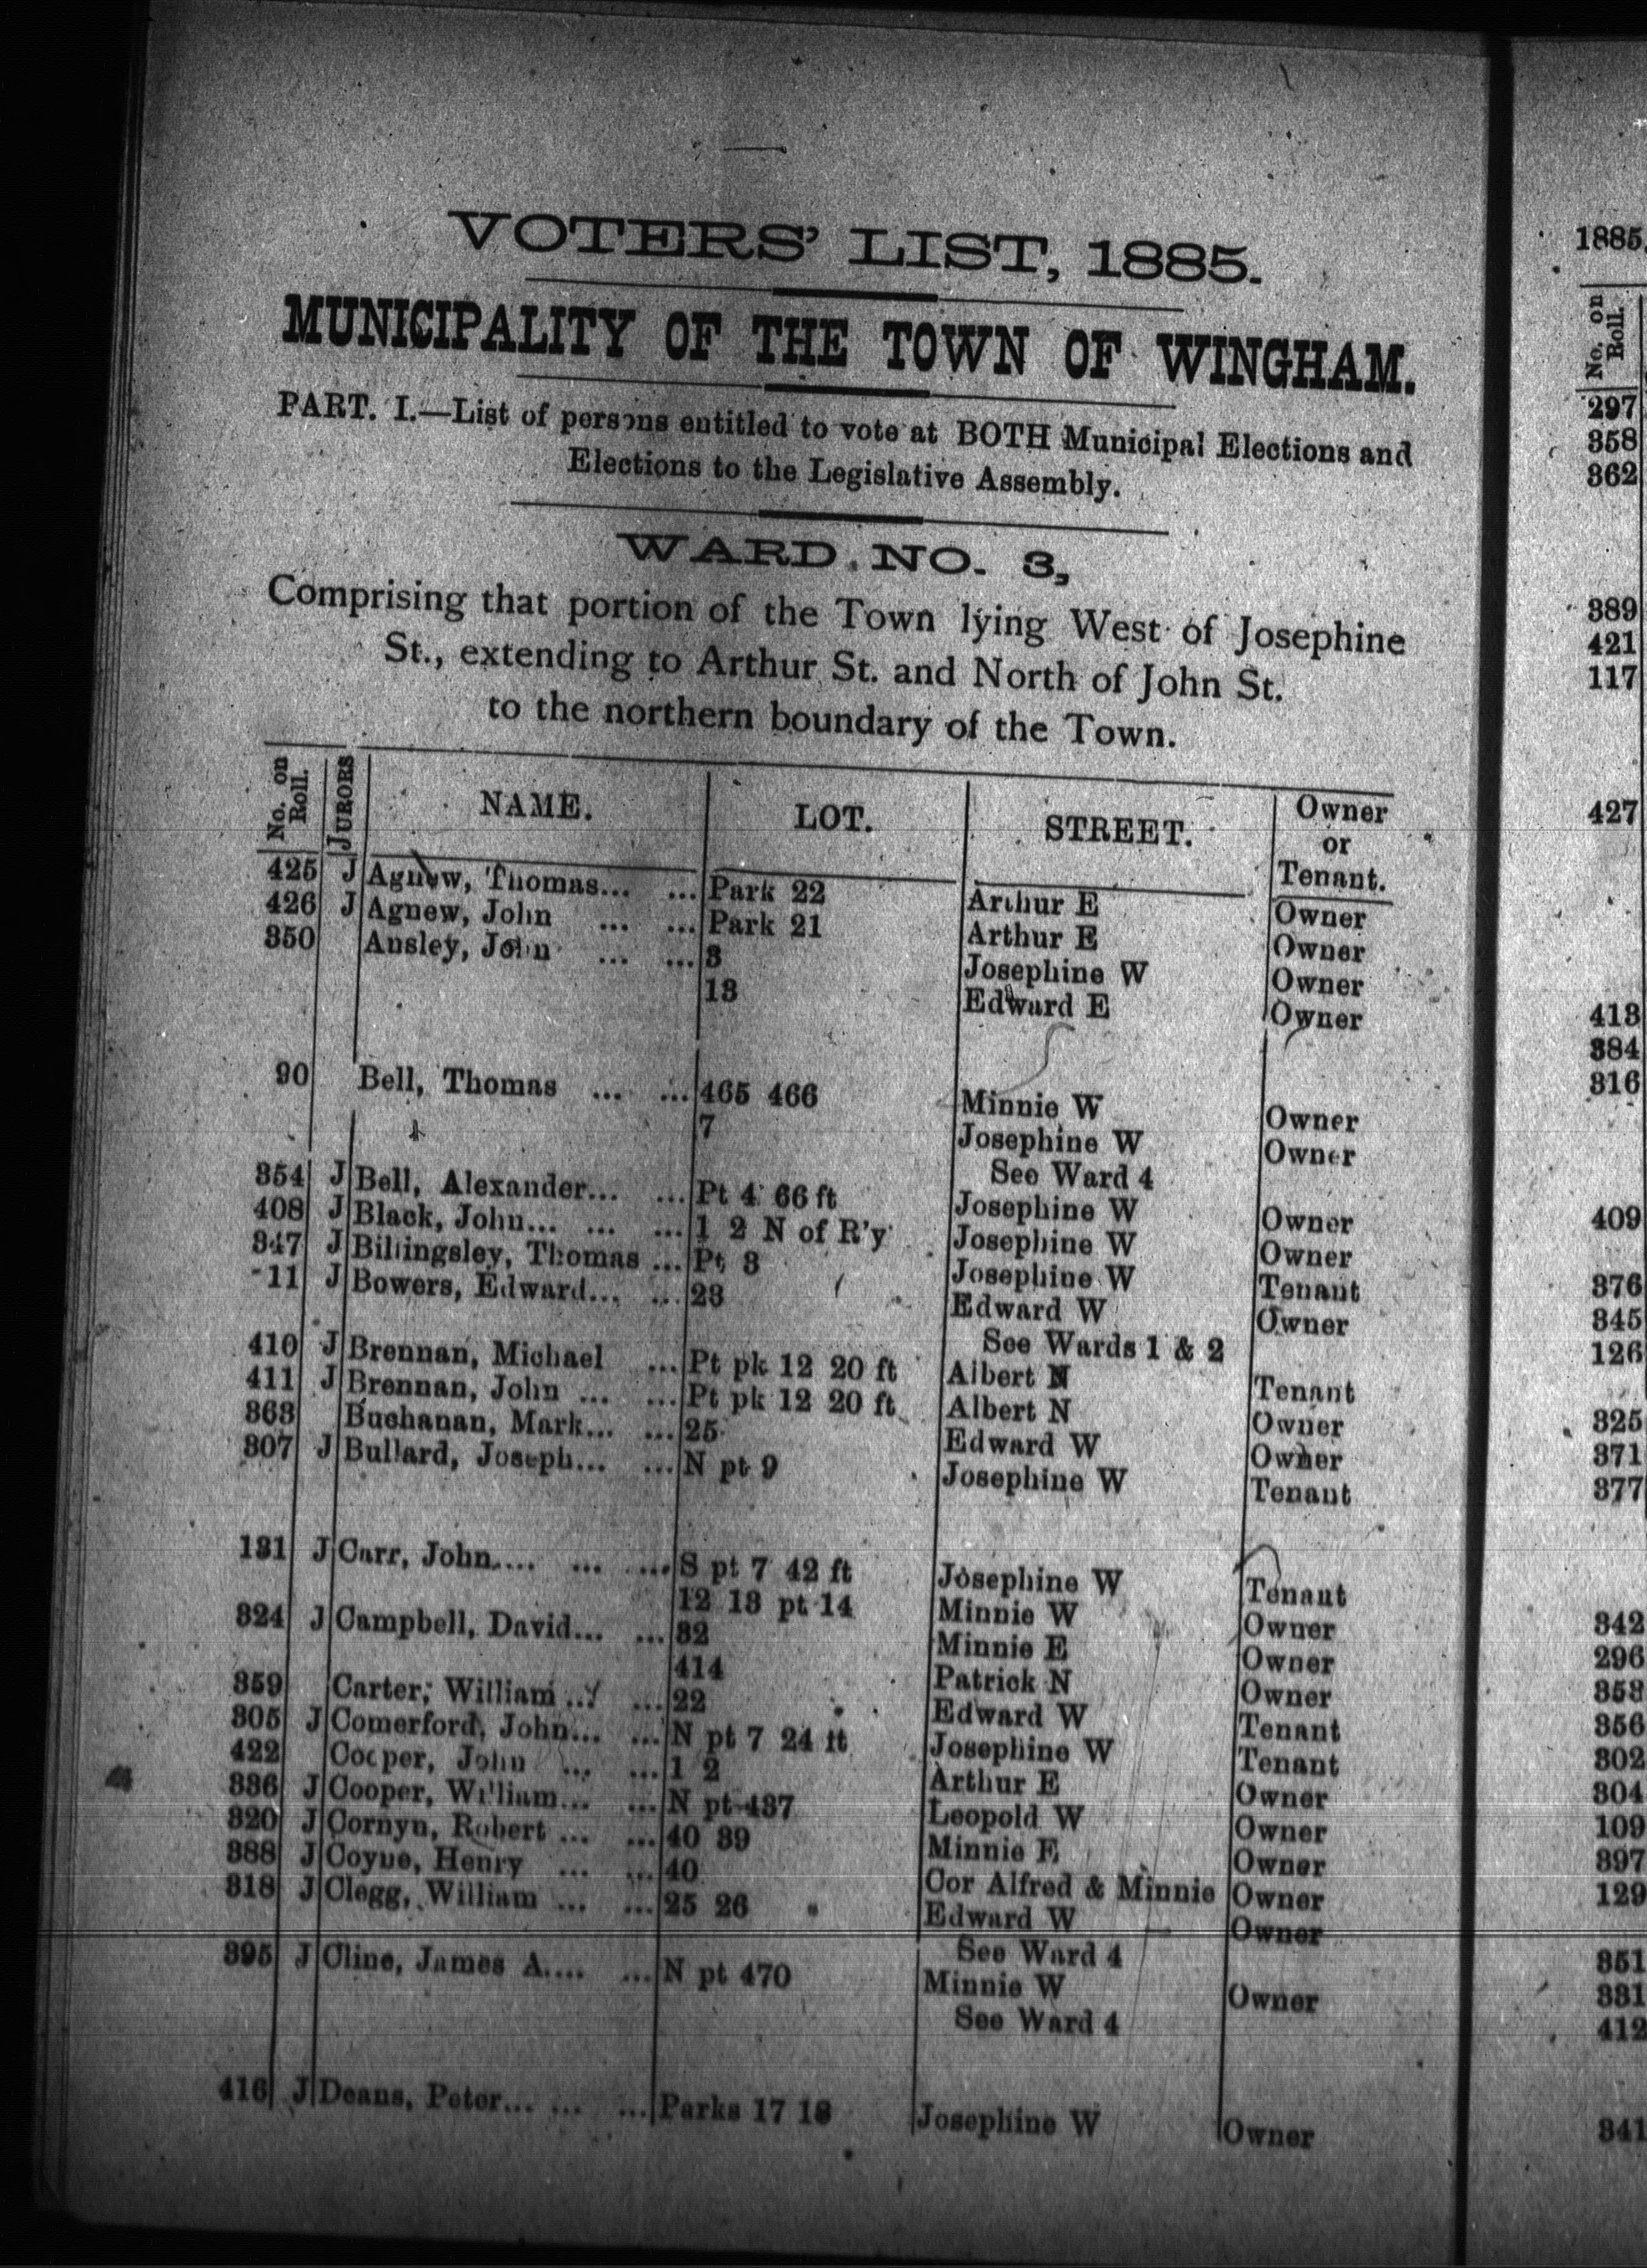 VOTERS' LIST, 1885.
MUNICIPALITY OF THE TOWN OF WINGHAM.
PART. I.—List of persons entitled to vote at BOTH Municipal Elections and
Elections to the Legislative Assembly.
WARD NO. 3,
Comprising that portion of the Town lying West of Josephine
St., extending to Arthur St. and North of John St.
to the northern boundary of the Town.
No. on Roll. JURORS NAME. LOT. STREET. Owner or Tenant.
425 J Agnew, Thomas... ... Park 22 Arthur E Owner
426 J Agnew, John ... ... Park 21 Arthur E Owner
350 Ansley, John ... ... 3 Josephine W Owner
13 Edward E Owner
90 Bell, Thomas ... ... 465 466 Minnie W Owner
7 Josephine W Owner
See Ward 4
354 J Bell, Alexander... ... Pt 4 66 ft Josephine W Owner
408 J Black, John... ... ... 1 2 N of R'y Josephine W Owner
347 J Billingsley, Thomas ... Pt 3 Josephine W Tenant
11 J Bowers, Edward... ... 23 Edward W Owner
See Wards 1 & 2
410 J Brennan, Michael ... Pt pk 12 20 ft Albert N Tenant
411 J Brennan, John ... ... Pt pk 12 20 ft Albert N Owner
363 Buchanan, Mark... ... 25 Edward W Owner
307 J Bullard, Joseph... ... N pt 9 Josephine W Tenant
131 J Carr, John.... ... ... S pt 7 42 ft Josephine W Tenant
12 13 pt 14 Minnie W Owner
324 J Campbell, David... ... 32 Minnie E Owner
414 Patrick N Owner
359 Carter, William ... ... 22 Edward W Tenant
305 J Comerford, John... ... N pt 7 24 ft Josephine W Tenant
422 Cooper, John ... ... 1 2 Arthur E Owner
336 J Cooper, William... ... N pt 437 Leopold W Owner
320 J Cornyn, Robert ... ... 40 39 Minnie E Owner
388 J Coyne, Henry ... ... 40 Cor Alfred & Minnie Owner
318 J Clegg, William ... ... 25 26 Edward W Owner
See Ward 4
395 J Cline, James A.... ... N pt 470 Minnie W Owner
See Ward 4
416 J Deans, Peter... ... ... Parks 17 18 Josephine W Owner
1885
No. on Roll.
297
358
362
389
421
117
427
413
384
316
409
376
345
126
325
371
377
342
296
353
356
302
304
109
397
129
351
331
412
341